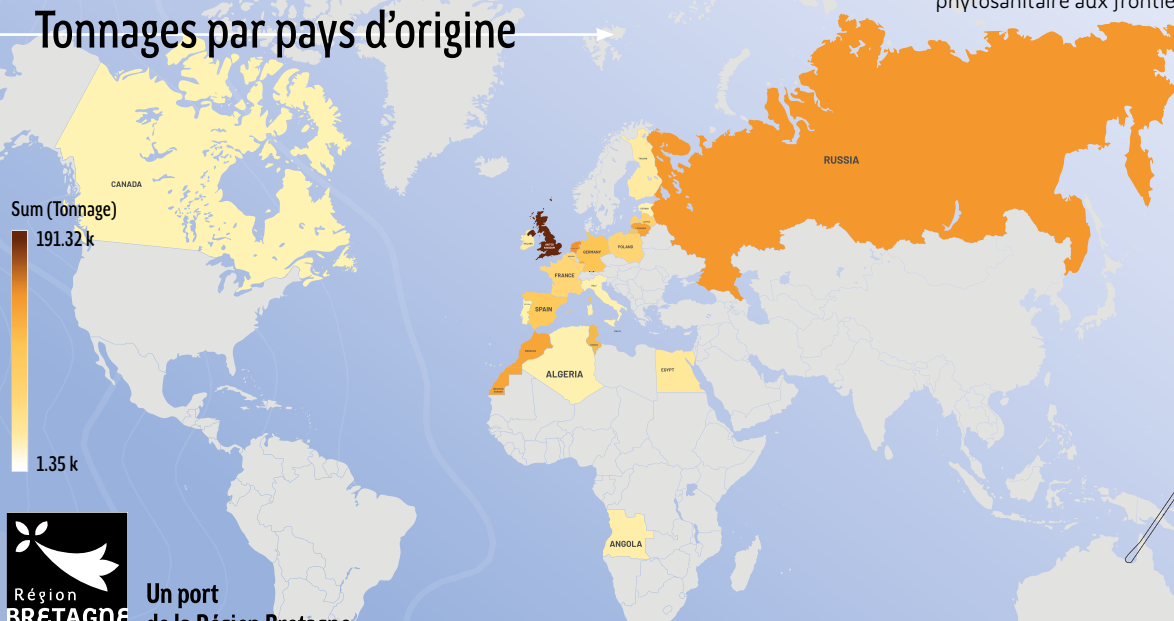 phytosanitaire aux frontiè
Tonnages par pays d’origine
RUSSIA
CANADA
Sum (Tonnage)
191.32 k
GERMANY
POLAND
FRANCE
SPAIN
ALGERIA
EGYPT
1.35 k
ANGOLA
Région
BRETAGNE
Un port
de la Région Bretagne